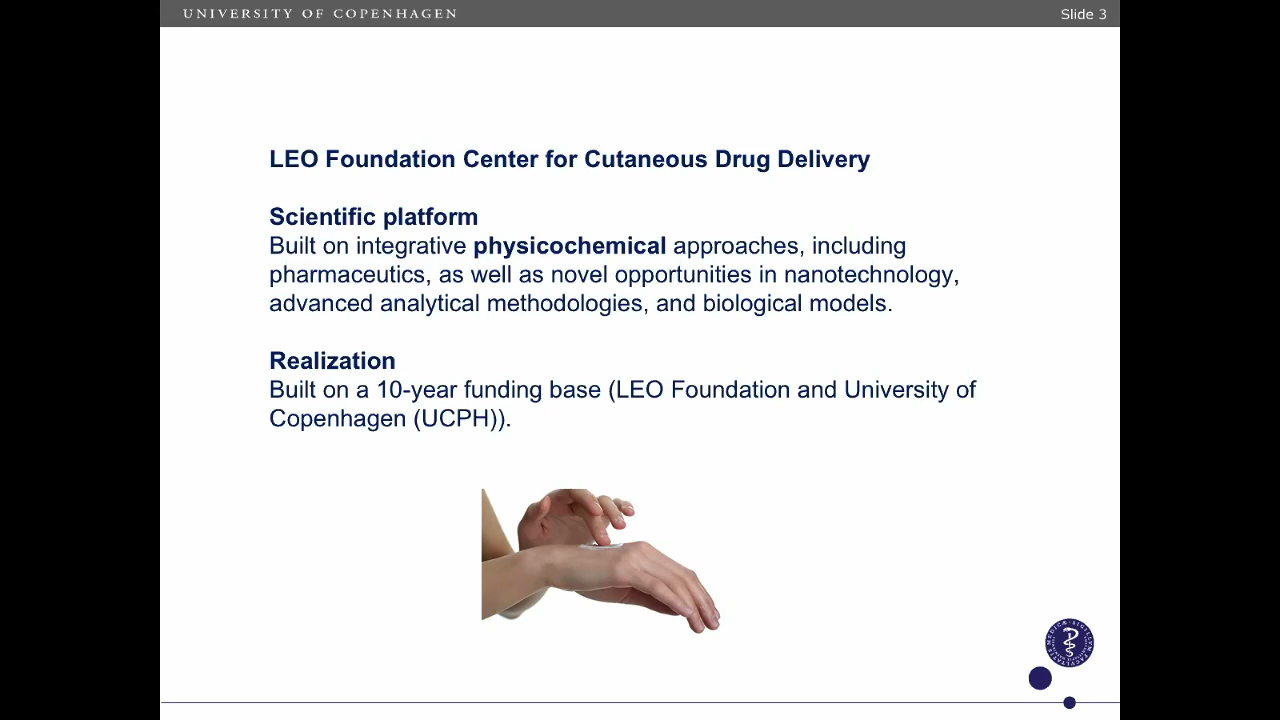 UNIVERSITY OF COPENHAGEN
Slide 3
LEO Foundation Center for Cutaneous Drug Delivery
Scientific platform
Built on integrative physicochemical approaches, including
pharmaceutics, as well as novel opportunities in nanotechnology,
advanced analytical methodologies, and biological models.
Realization
Built on a 10-year funding base (LEO Foundation and University of
Copenhagen (UCPH)).